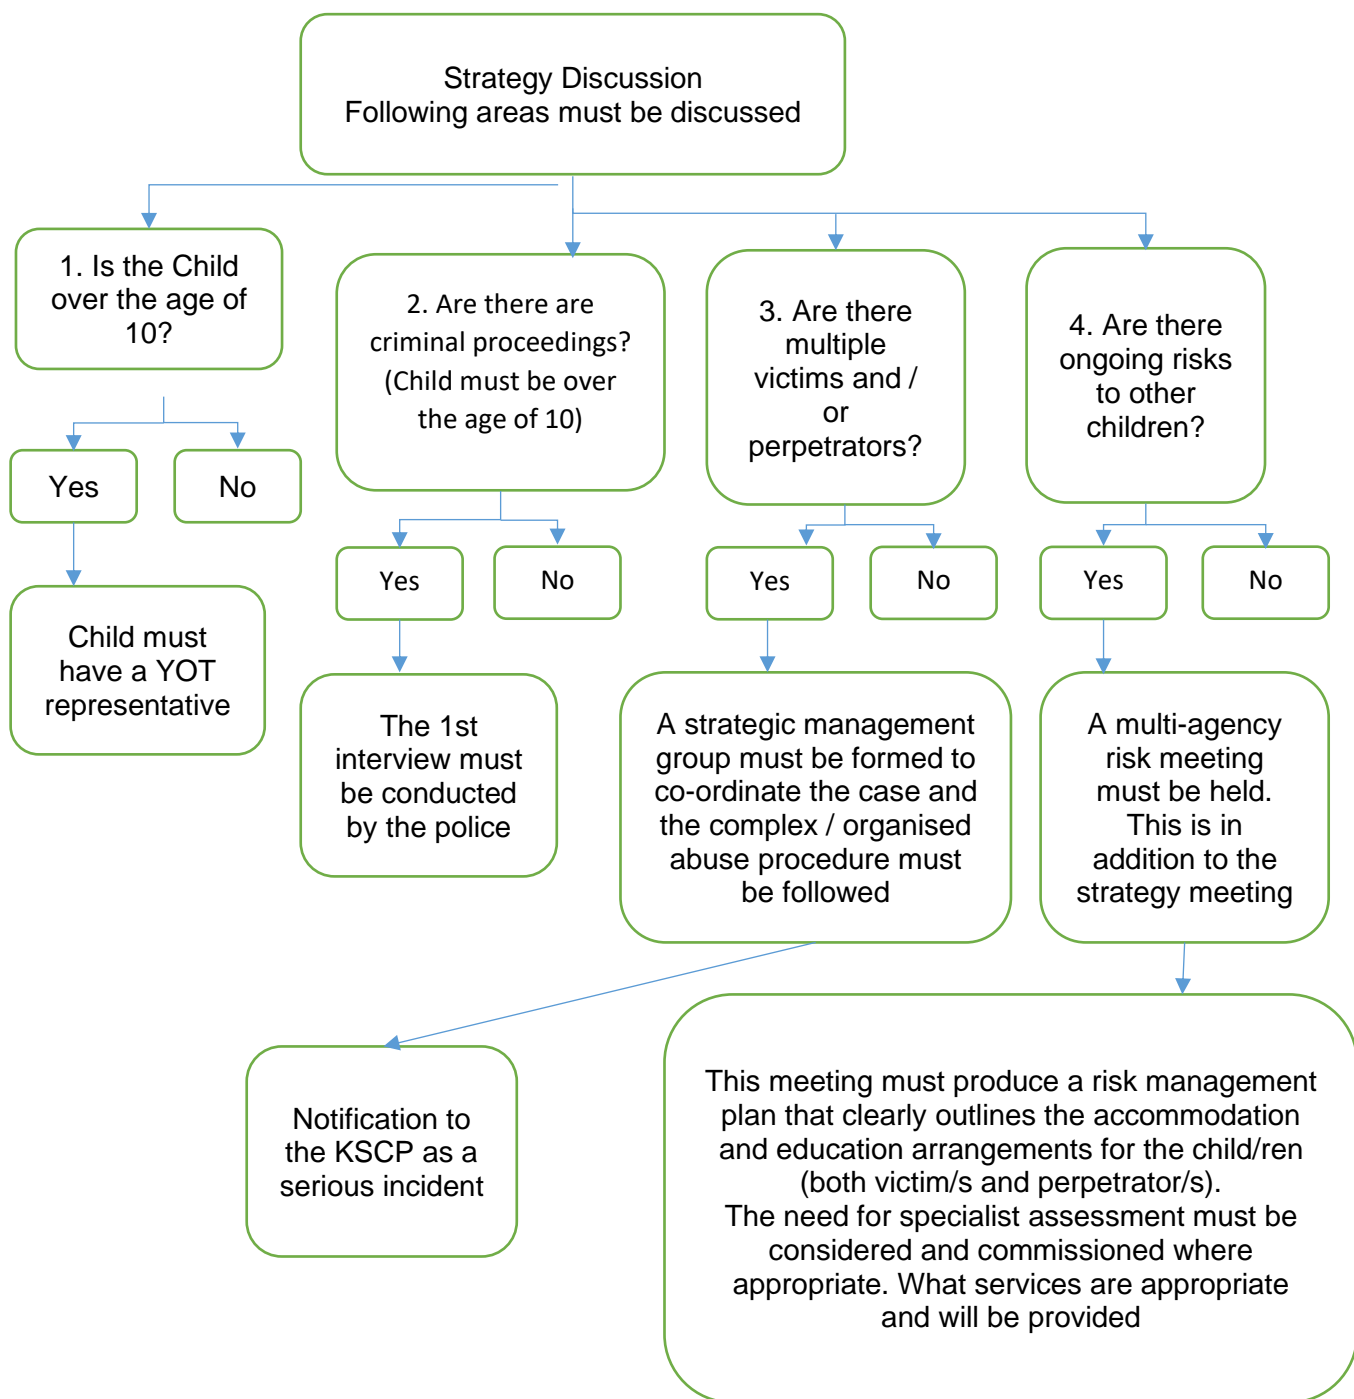 Strategy Discussion
Following areas must be discussed
1. Is the Child
over the age of
10?
2. Are there are
criminal proceedings?
(Child must be over
the age of 10)
3. Are there
multiple
victims and /
or
perpetrators?
4. Are there
ongoing risks
to other
children?
Yes
No
Yes
No
Yes
No
Yes
No
Child must
have a YOT
representative
The 1st
interview must
be conducted
by the police
A strategic management
group must be formed to
co-ordinate the case and
the complex / organised
abuse procedure must
be followed
A multi-agency
risk meeting
must be held.
This is in
addition to the
strategy meeting
Notification to
the KSCP as a
serious incident
This meeting must produce a risk management
plan that clearly outlines the accommodation
and education arrangements for the child/ren
(both victim/s and perpetrator/s).
The need for specialist assessment must be
considered and commissioned where
appropriate. What services are appropriate
and will be provided